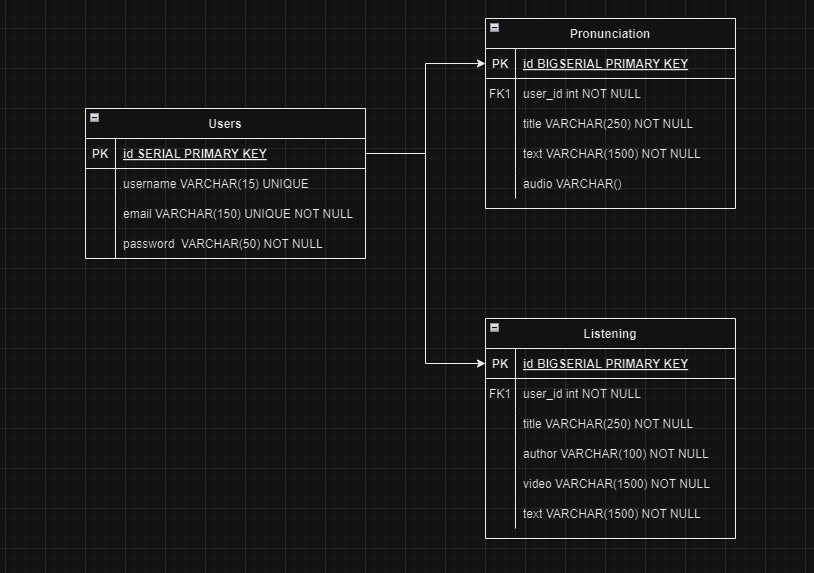 Users
PK id SERIAL PRIMARY KEY
username VARCHAR(15) UNIQUE
email VARCHAR(150) UNIQUE NOT NULL
password  VARCHAR(50) NOT NULL
Pronunciation
PK id BIGSERIAL PRIMARY KEY
FK1 user_id int NOT NULL
title VARCHAR(250) NOT NULL
text VARCHAR(1500) NOT NULL
audio VARCHAR()
Listening
PK id BIGSERIAL PRIMARY KEY
FK1 user_id int NOT NULL
title VARCHAR(250) NOT NULL
author VARCHAR(100) NOT NULL
video VARCHAR(1500) NOT NULL
text VARCHAR(1500) NOT NULL